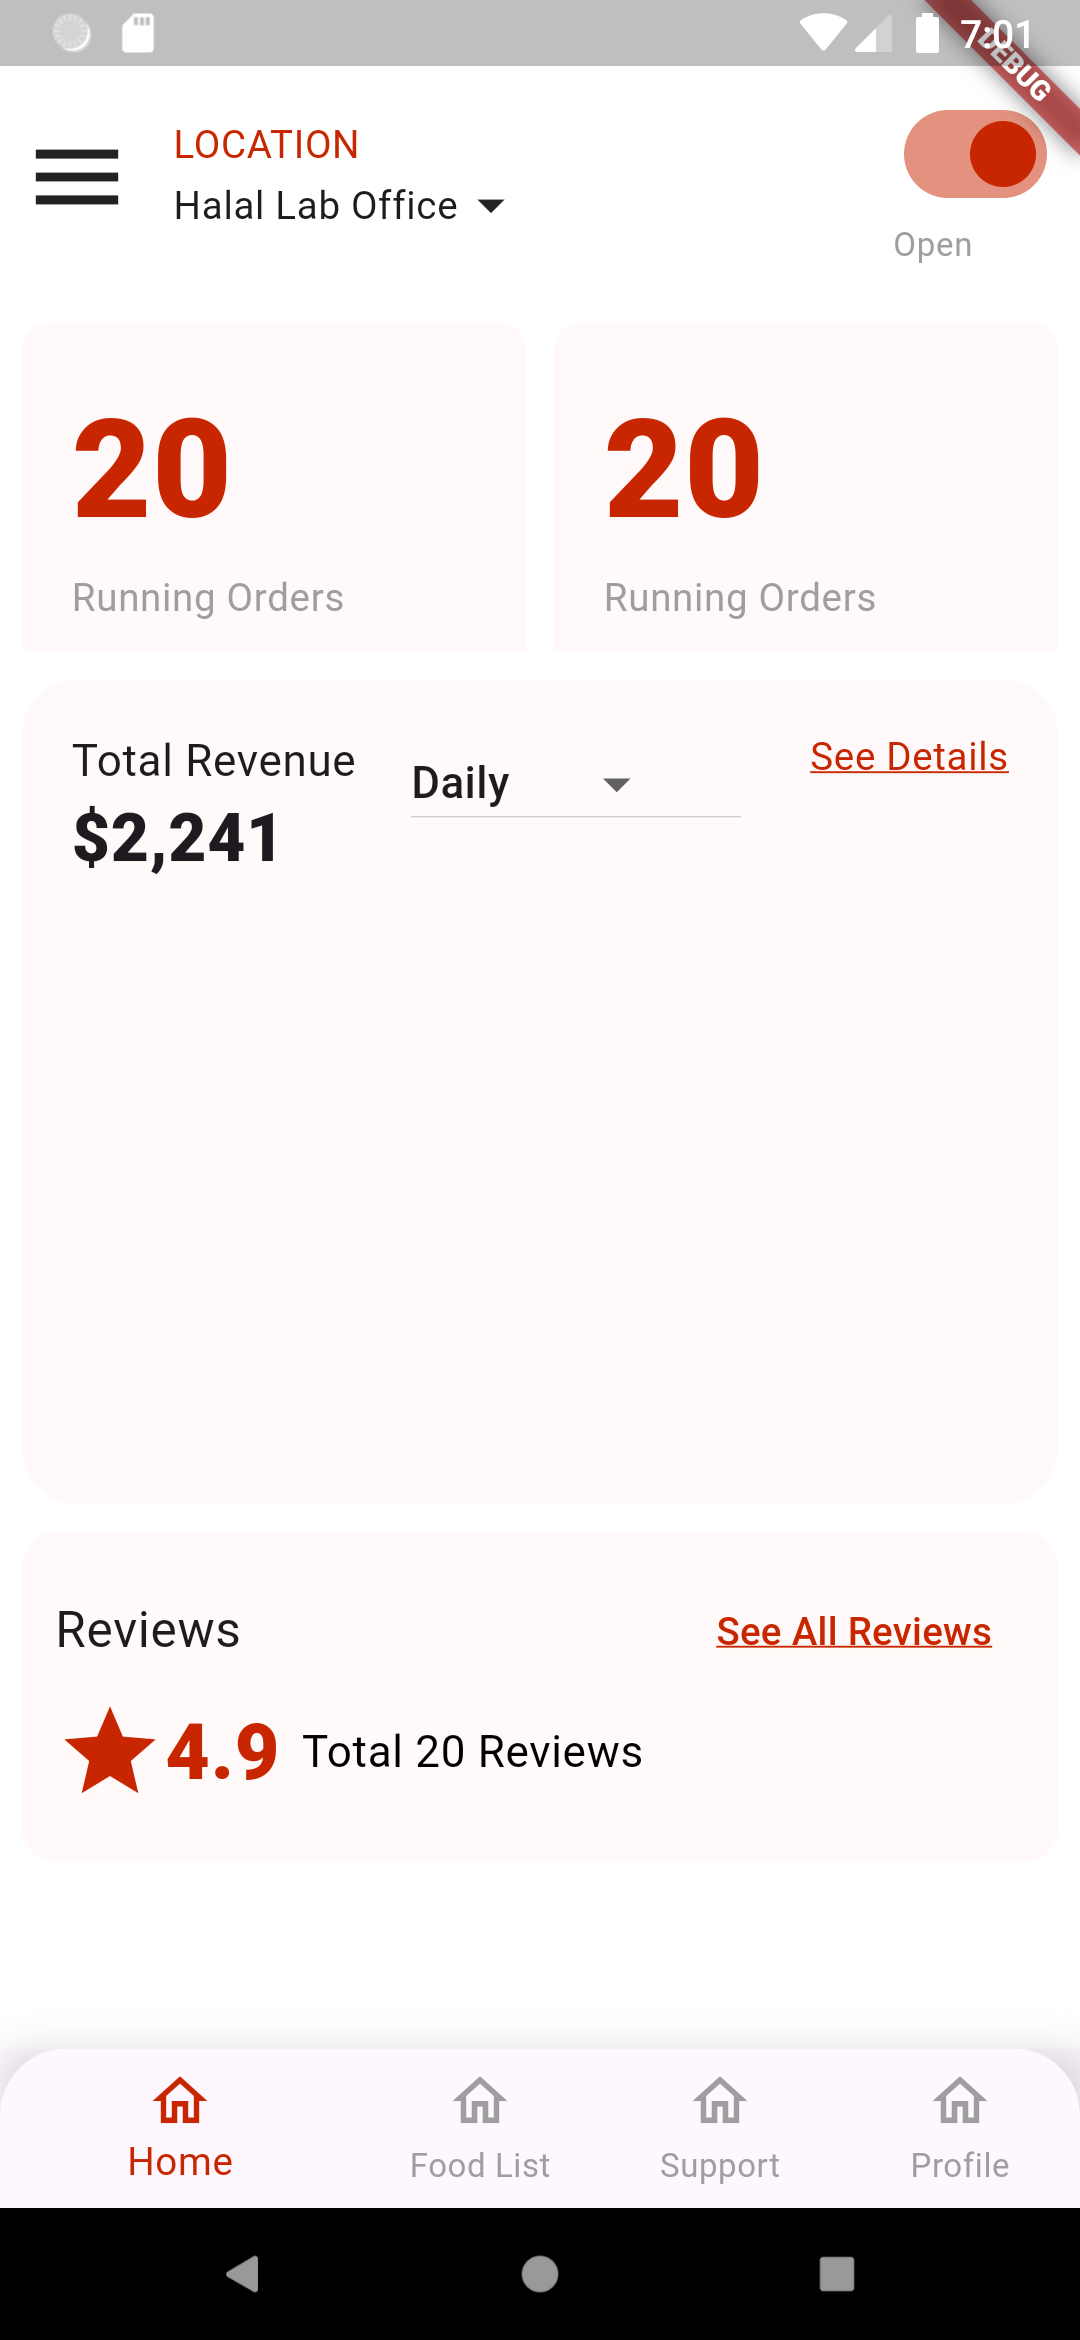 7:01
DEBUG
LOCATION
Halal Lab Office
Open
20
20
Running Orders
Running Orders
Total Revenue
Daily
See Details
$2,241
Reviews
See All Reviews
4.9 Total 20 Reviews
Home
Food List
Support
Profile